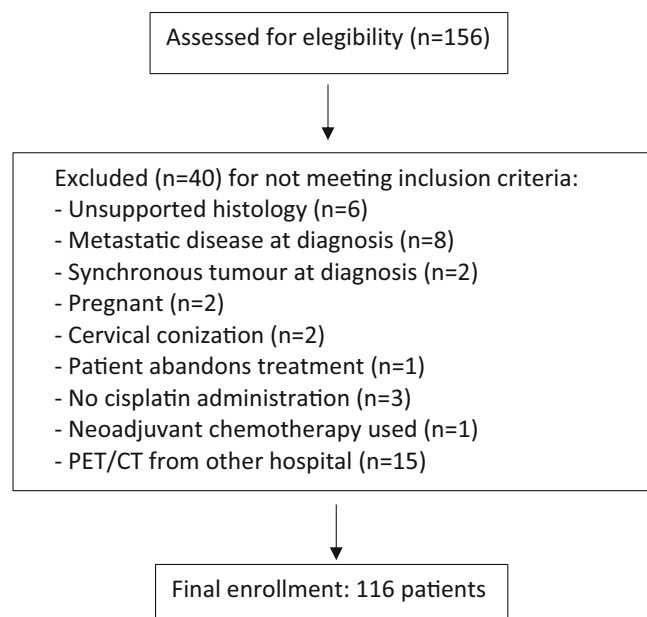 Assessed for elegibility (n=156)
Excluded (n=40) for not meeting inclusion criteria:
- Unsupported histology (n=6)
- Metastatic disease at diagnosis (n=8)
- Synchronous tumour at diagnosis (n=2)
- Pregnant (n=2)
- Cervical conization (n=2)
- Patient abandons treatment (n=1)
- No cisplatin administration (n=3)
- Neoadjuvant chemotherapy used (n=1)
- PET/CT from other hospital (n=15)
Final enrollment: 116 patients